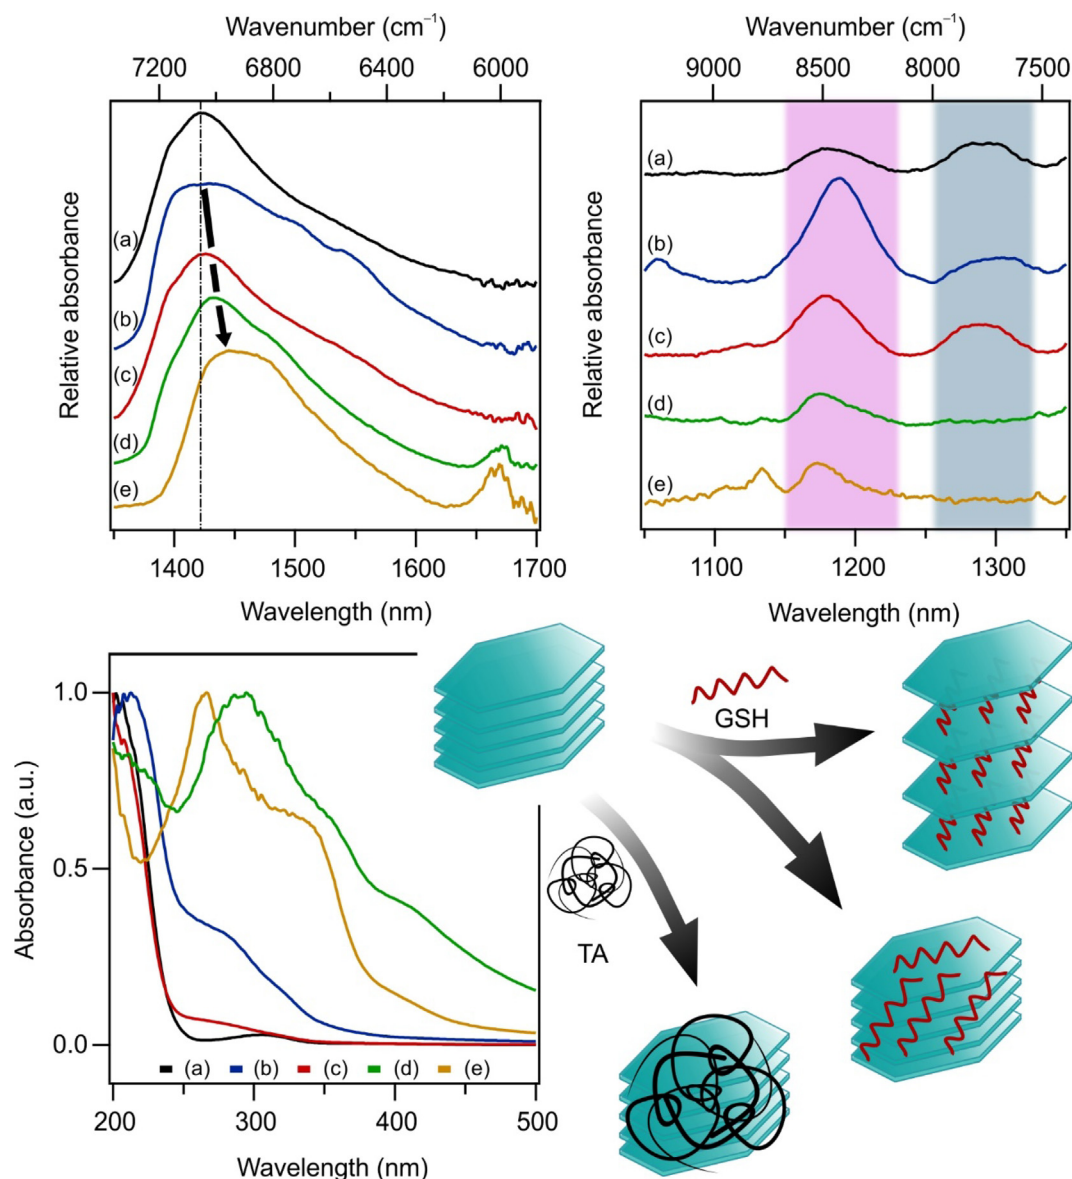 Wavenumber (cm⁻¹)
7200 6800 6400 6000
Relative absorbance
(a)
(b)
(c)
(d)
(e)
1400 1500 1600 1700
Wavelength (nm)
Wavenumber (cm⁻¹)
9000 8500 8000 7500
Relative absorbance
(a)
(b)
(c)
(d)
(e)
1100 1200 1300
Wavelength (nm)
Absorbance (a.u.)
1.0
0.5
0.0
(a) (b) (c) (d) (e)
200 300 400 500
Wavelength (nm)
GSH
TA